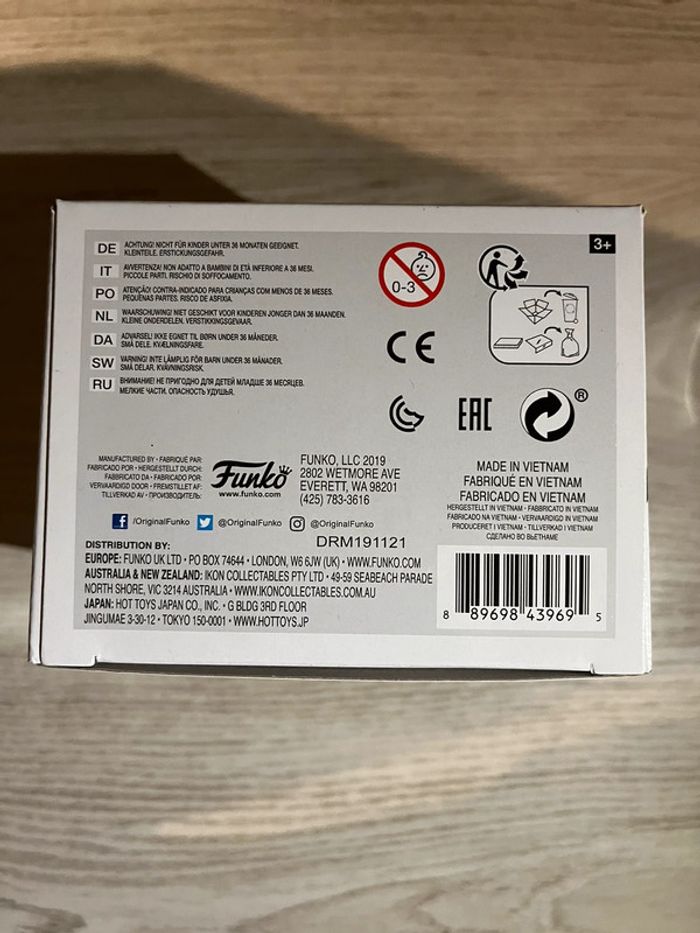 3+
DE ACHTUNG! NICHT FÜR KINDER UNTER 36 MONATEN GEEIGNET.
KLEINTEILE. ERSTICKUNGSGEFAHR.
IT AVVERTENZA! NON ADATTO A BAMBINI DI ETÀ INFERIORE A 36 MESI.
PICCOLE PARTI. RISCHIO DI SOFFOCAMENTO.
PO ATENÇÃO! CONTRA-INDICADO PARA CRIANÇAS COM MENOS DE 36 MESES.
PEQUENAS PARTES. RISCO DE ASFIXIA.
NL WAARSCHUWING! NIET GESCHIKT VOOR KINDEREN JONGER DAN 36 MAANDEN.
KLEINE ONDERDELEN. VERSTIKKINGSGEVAAR.
DA ADVARSEL! IKKE EGNET TIL BØRN UNDER 36 MÅNEDER.
SMÅ DELE. KVÆLNINGSFARE.
SW VARNING! INTE LÄMPLIG FÖR BARN UNDER 36 MÅNADER.
SMÅ DELAR. KVÄVNINGSRISK.
RU ВНИМАНИЕ! НЕ ПРИГОДНО ДЛЯ ДЕТЕЙ МЛАДШЕ 36 МЕСЯЦЕВ.
МЕЛКИЕ ЧАСТИ. ОПАСНОСТЬ УДУШЬЯ.
0-3
CE
EAC
®
MANUFACTURED BY • FABRIQUÉ PAR:
FABRICADO POR • HERGESTELLT DURCH:
FABBRICATO DA • FABRICADO POR:
VERVAARDIGD DOOR • FREMSTILLET AF:
TILLVERKAD AV • ПРОИЗВОДИТЕЛЬ:
Funko
www.funko.com
FUNKO, LLC 2019
2802 WETMORE AVE
EVERETT, WA 98201
(425) 783-3616
MADE IN VIETNAM
FABRIQUÉ EN VIETNAM
FABRICADO EN VIETNAM
HERGESTELLT IN VIETNAM • FABBRICATO IN VIETNAM
FABRICADO NA VIETNAM • VERVAARDIGD IN VIETNAM
PRODUCERET I VIETNAM • TILLVERKAD I VIETNAM
СДЕЛАНО ВО ВЬЕТНАМЕ
/OriginalFunko @OriginalFunko @OriginalFunko
DRM191121
DISTRIBUTION BY:
EUROPE: FUNKO UK LTD • PO BOX 74644 • LONDON, W6 6JW (UK) • WWW.FUNKO.COM
AUSTRALIA & NEW ZEALAND: IKON COLLECTABLES PTY LTD • 49-59 SEABEACH PARADE
NORTH SHORE, VIC 3214 AUSTRALIA • WWW.IKONCOLLECTABLES.COM.AU
JAPAN: HOT TOYS JAPAN CO., INC. • G BLDG 3RD FLOOR
JINGUMAE 3-30-12 • TOKYO 150-0001 • WWW.HOTTOYS.JP
8 89698 43969 5